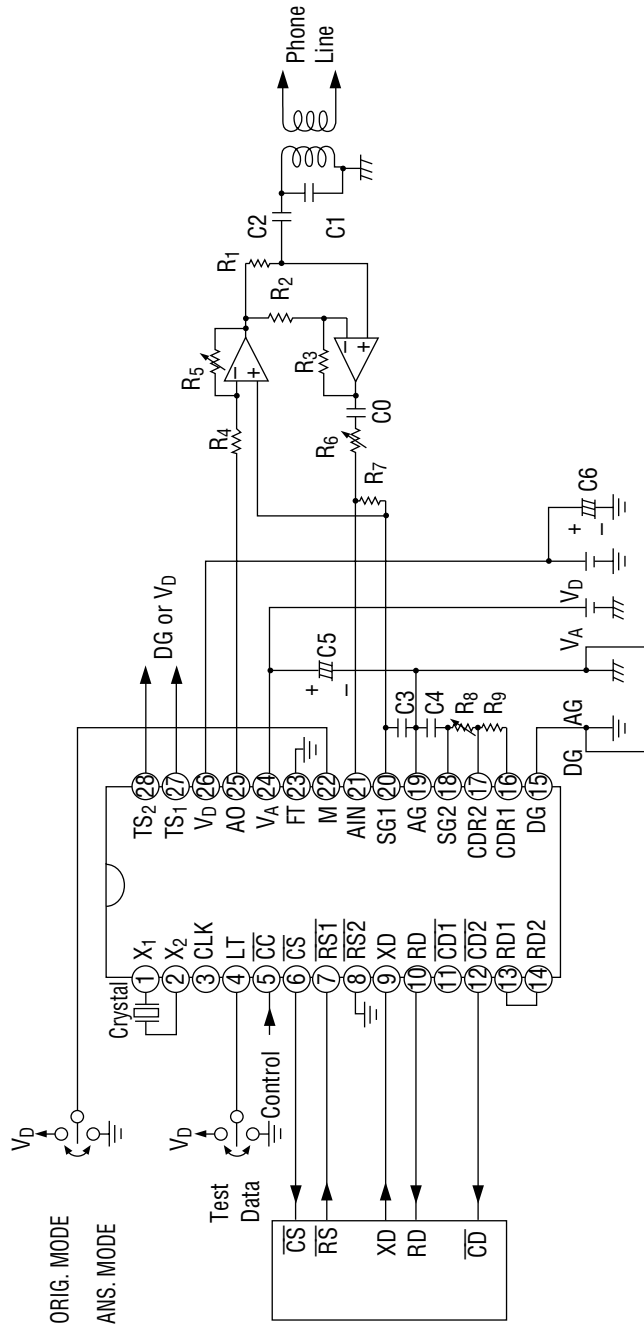 ORIG. MODE
ANS. MODE
VD
VD
Test
Data
Control
Crystal
CS
RS
XD
RD
CD
1 X1
2 X2
3 CLK
4 LT
5 CC
6 CS
7 RS1
8 RS2
9 XD
10 RD
11 CD1
12 CD2
13 RD1
14 RD2
TS2 28
TS1 27
VD 26
AO 25
VA 24
FT 23
M 22
AIN 21
SG1 20
AG 19
SG2 18
CDR2 17
CDR1 16
DG 15
DG or VD
+
−
C5
C3
C4
R8
R9
DG
AG
VA
VD
+
−
C6
R4
R5
−
+
R1
R2
R3
−
+
C0
R6
R7
C2
C1
Phone
Line